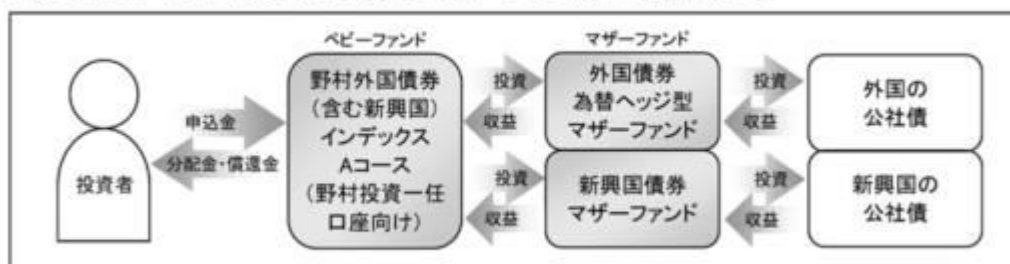 ベビーファンド
マザーファンド
投資者
申込金
分配金・償還金
野村外国債券
(含む新興国)
インデックス
Aコース
(野村投資一任
口座向け)
投資
収益
投資
収益
外国債券
為替ヘッジ型
マザーファンド
新興国債券
マザーファンド
投資
収益
投資
収益
外国の
公社債
新興国の
公社債